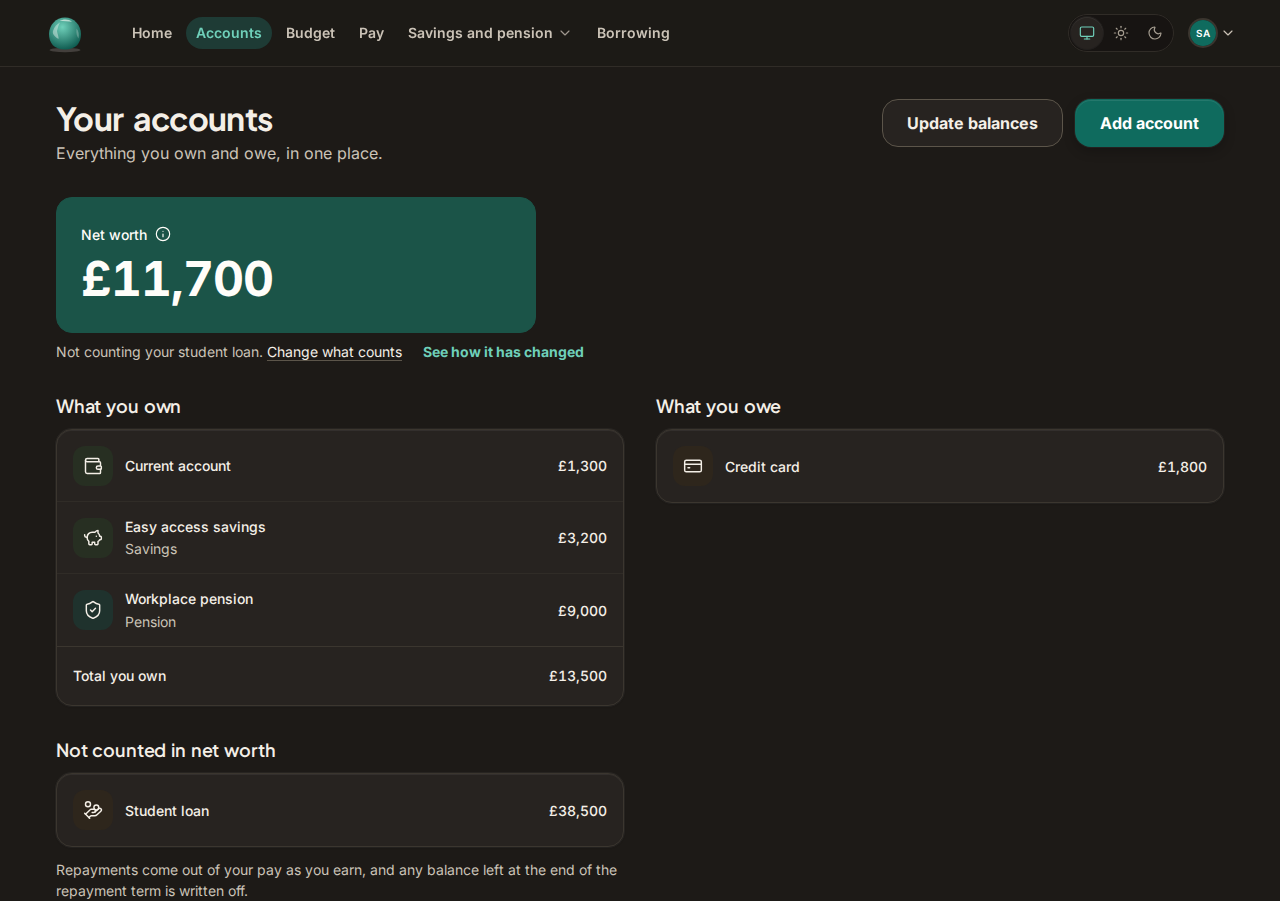 Home Accounts Budget Pay Savings and pension Borrowing SA
Your accounts
Everything you own and owe, in one place.
Update balances Add account
Net worth
£11,700
Not counting your student loan. Change what counts See how it has changed
What you own
Current account £1,300
Easy access savings
Savings
£3,200
Workplace pension
Pension
£9,000
Total you own £13,500
What you owe
Credit card £1,800
Not counted in net worth
Student loan £38,500
Repayments come out of your pay as you earn, and any balance left at the end of the
repayment term is written off.